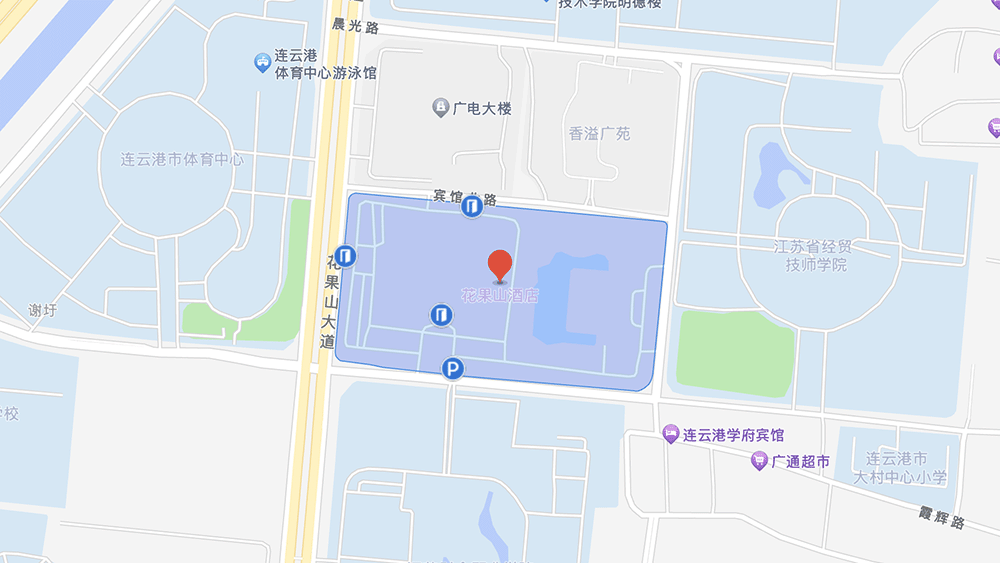 技术学院明德楼
晨光路
连云港
体育中心游泳馆
广电大楼
香溢广苑
连云港市体育中心
宾馆北路
江苏省经贸
技师学院
花果山大道
花果山酒店
谢圩
P
学校
连云港学府宾馆
广通超市
连云港市
大村中心小学
霞辉路